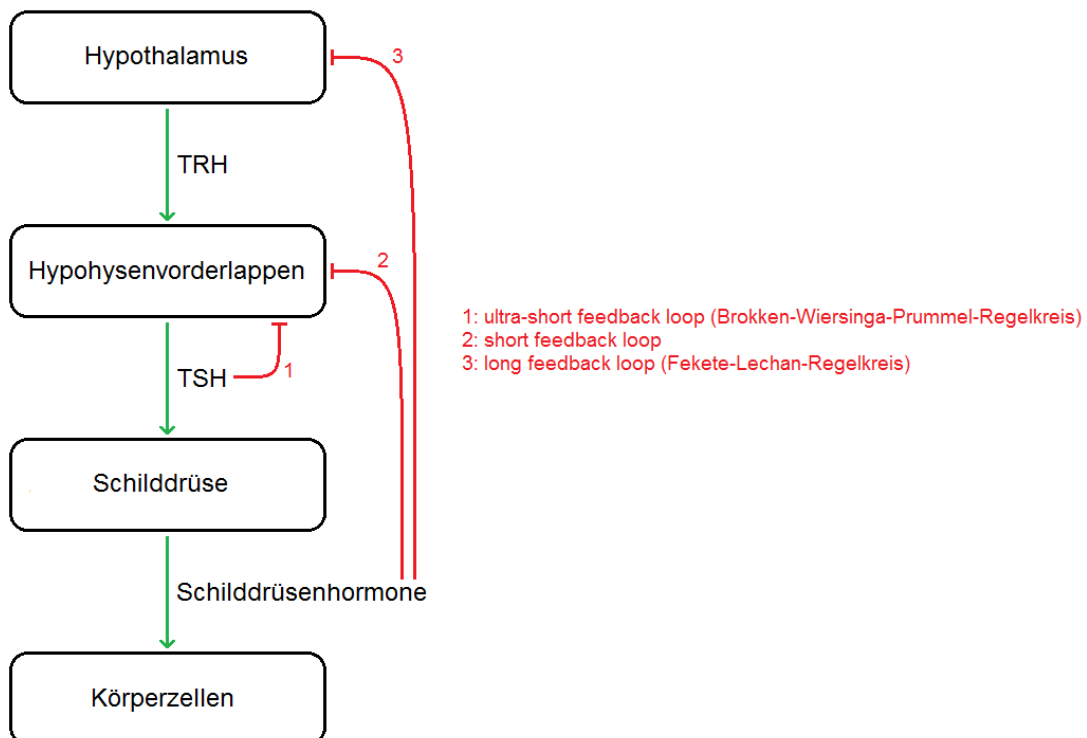 Hypothalamus
3
TRH
Hypohysenvorderlappen
2
TSH
1
Schilddrüse
Schilddrüsenhormone
Körperzellen
1: ultra-short feedback loop (Brokken-Wiersinga-Prummel-Regelkreis)
2: short feedback loop
3: long feedback loop (Fekete-Lechan-Regelkreis)